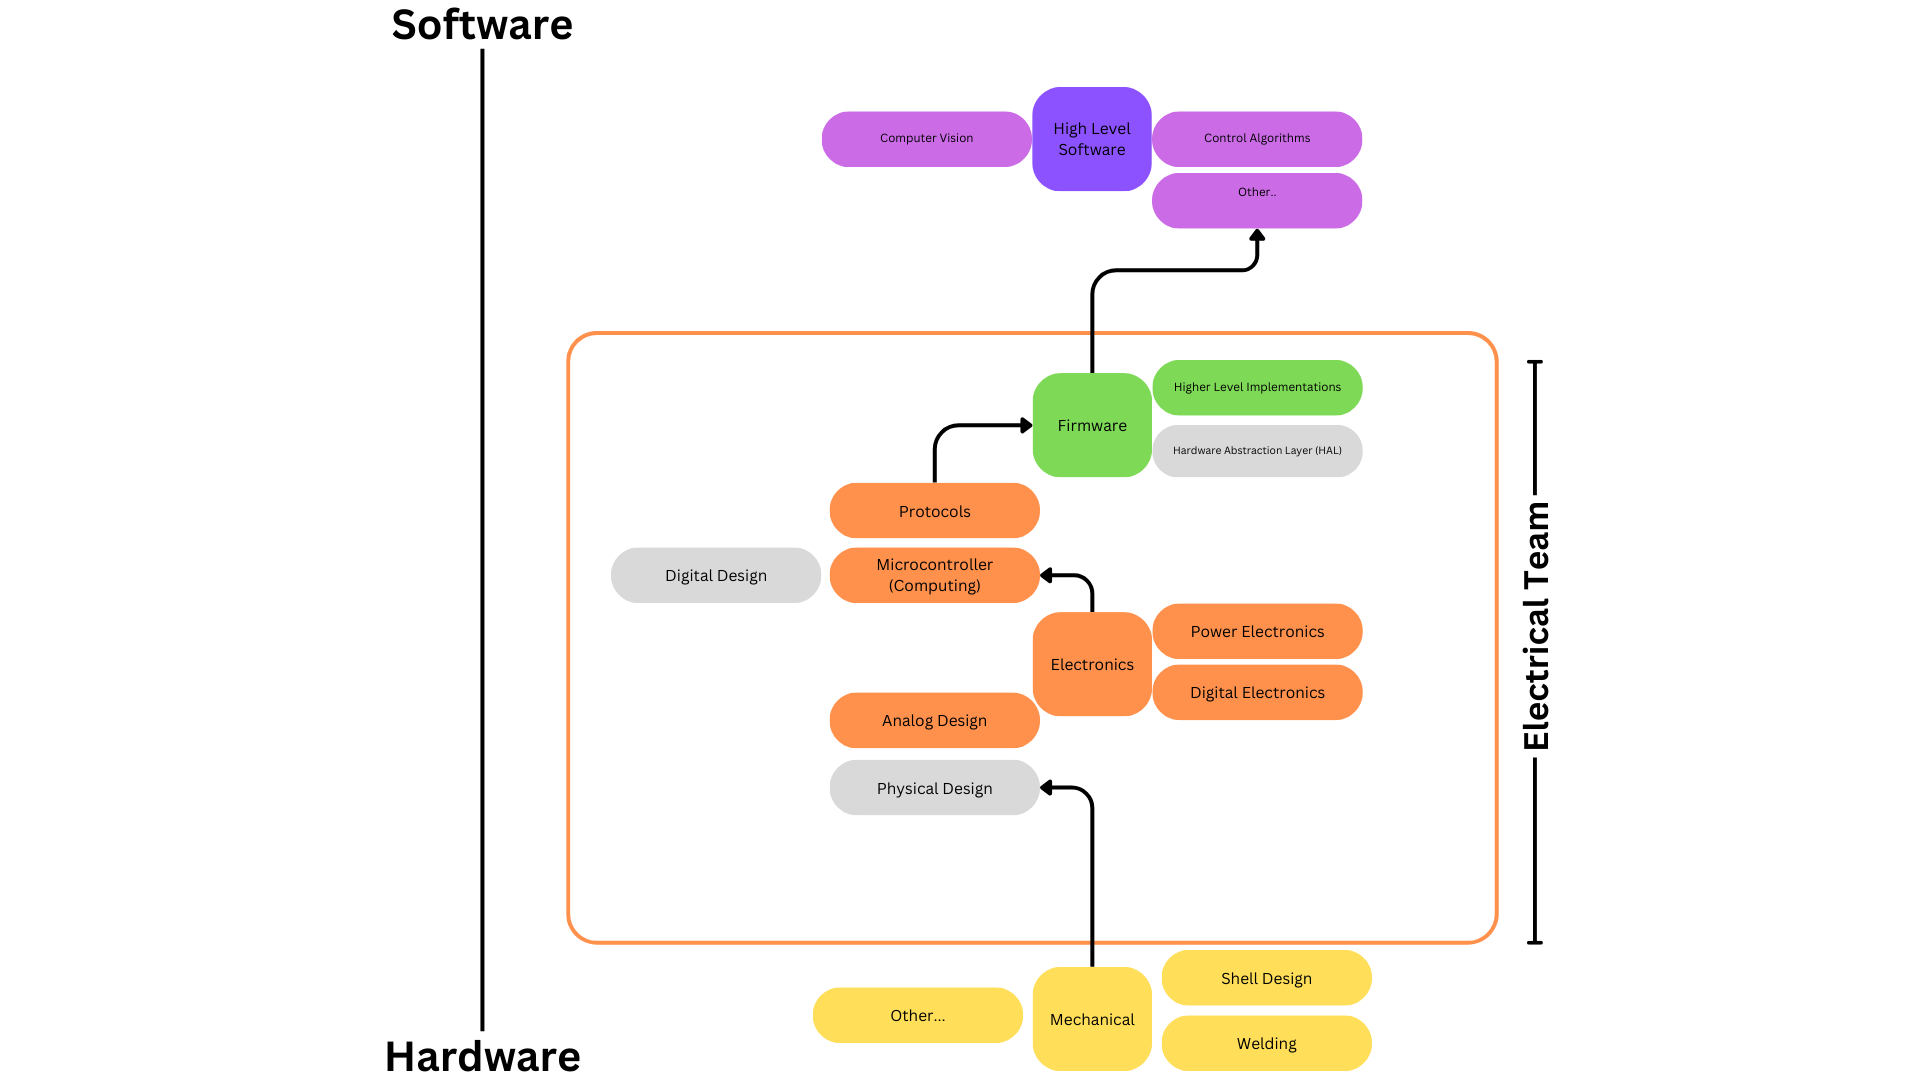 Software
Computer Vision
High Level
Software
Control Algorithms
Other..
Firmware
Higher Level Implementations
Hardware Abstraction Layer (HAL)
Protocols
Digital Design
Microcontroller
(Computing)
Electronics
Power Electronics
Digital Electronics
Analog Design
Physical Design
Electrical Team
Other...
Mechanical
Shell Design
Welding
Hardware